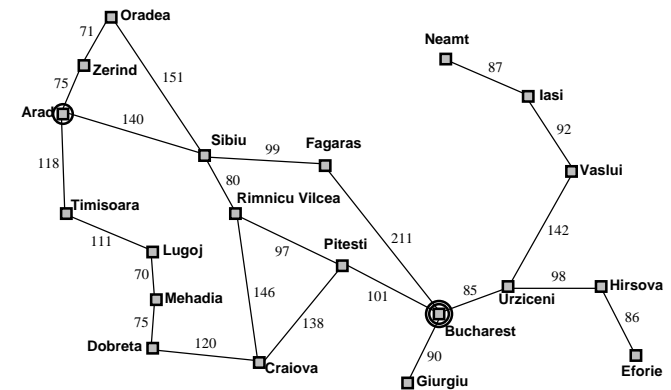 Oradea
71
Neamt
Zerind
87
75
151
Iasi
Arad
140
92
Sibiu
Fagaras
99
118
Vaslui
80
Timisoara
Rimnicu Vilcea
142
111
211
Lugoj
97
Pitesti
70
98
Hirsova
146
101
85
Urziceni
Mehadia
138
86
75
Bucharest
120
Dobreta
90
Craiova
Eforie
Giurgiu